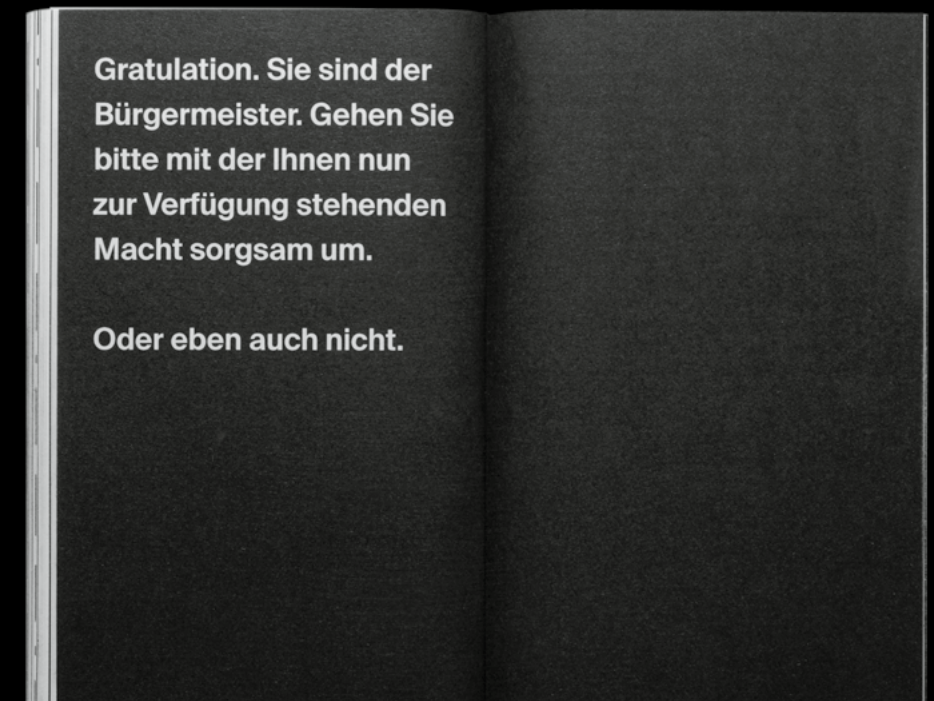 Gratulation. Sie sind der
Bürgermeister. Gehen Sie
bitte mit der Ihnen nun
zur Verfügung stehenden
Macht sorgsam um.
Oder eben auch nicht.